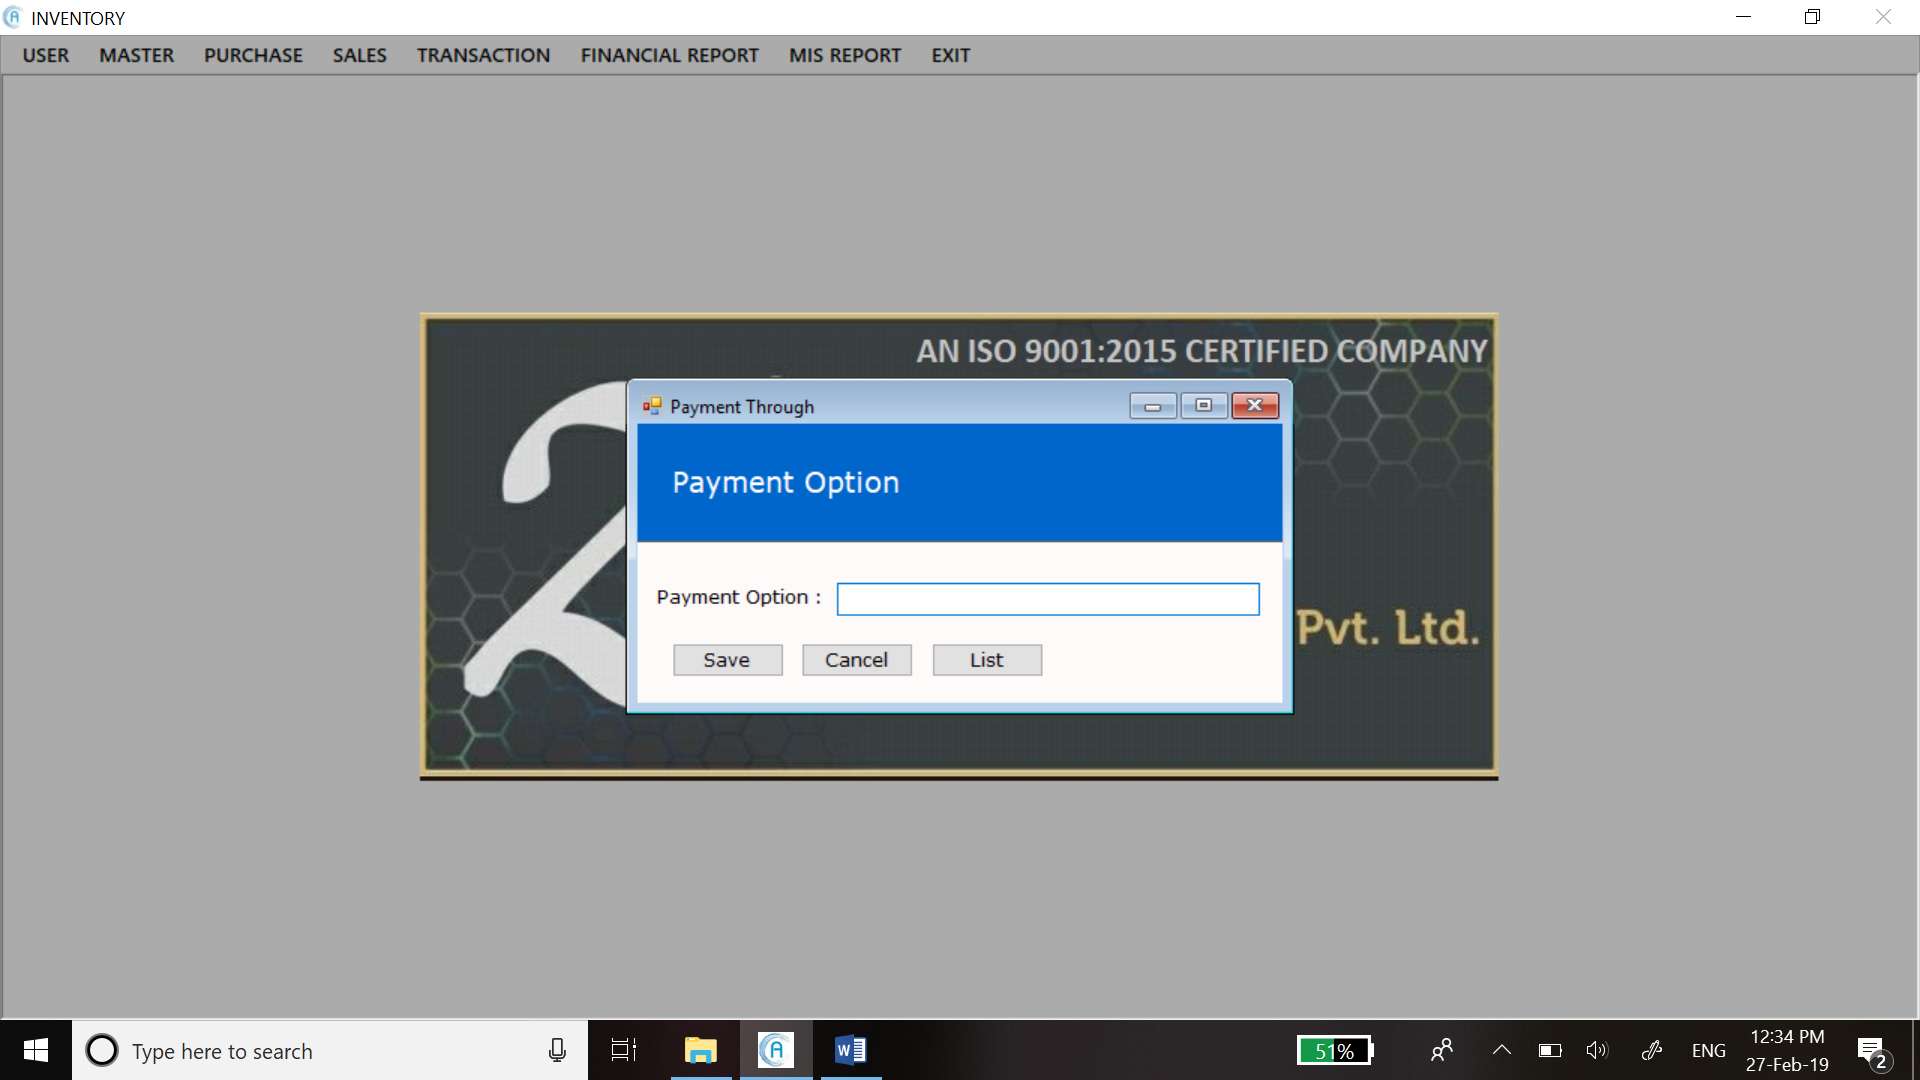 INVENTORY
USER MASTER PURCHASE SALES TRANSACTION FINANCIAL REPORT MIS REPORT EXIT
AN ISO 9001:2015 CERTIFIED COMPANY
Payment Through
Payment Option
Payment Option :
Pvt. Ltd.
Save Cancel List
Type here to search
51%
ENG
12:34 PM
27-Feb-19
2